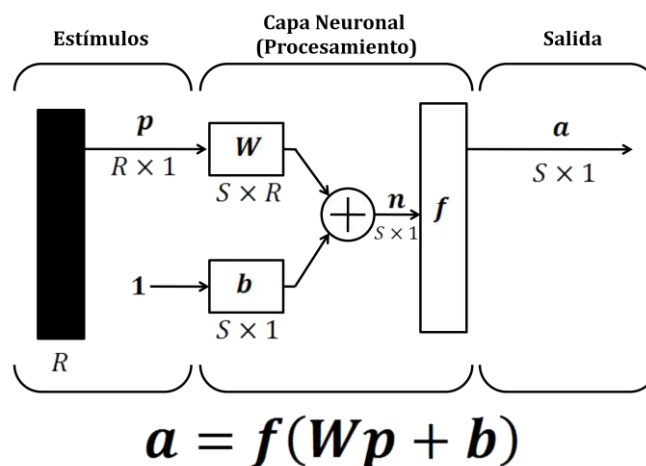 Estímulos
Capa Neuronal
(Procesamiento)
Salida
p
R × 1
W
S × R
1
b
S × 1
n
S × 1
f
a
S × 1
R
a = f(Wp + b)